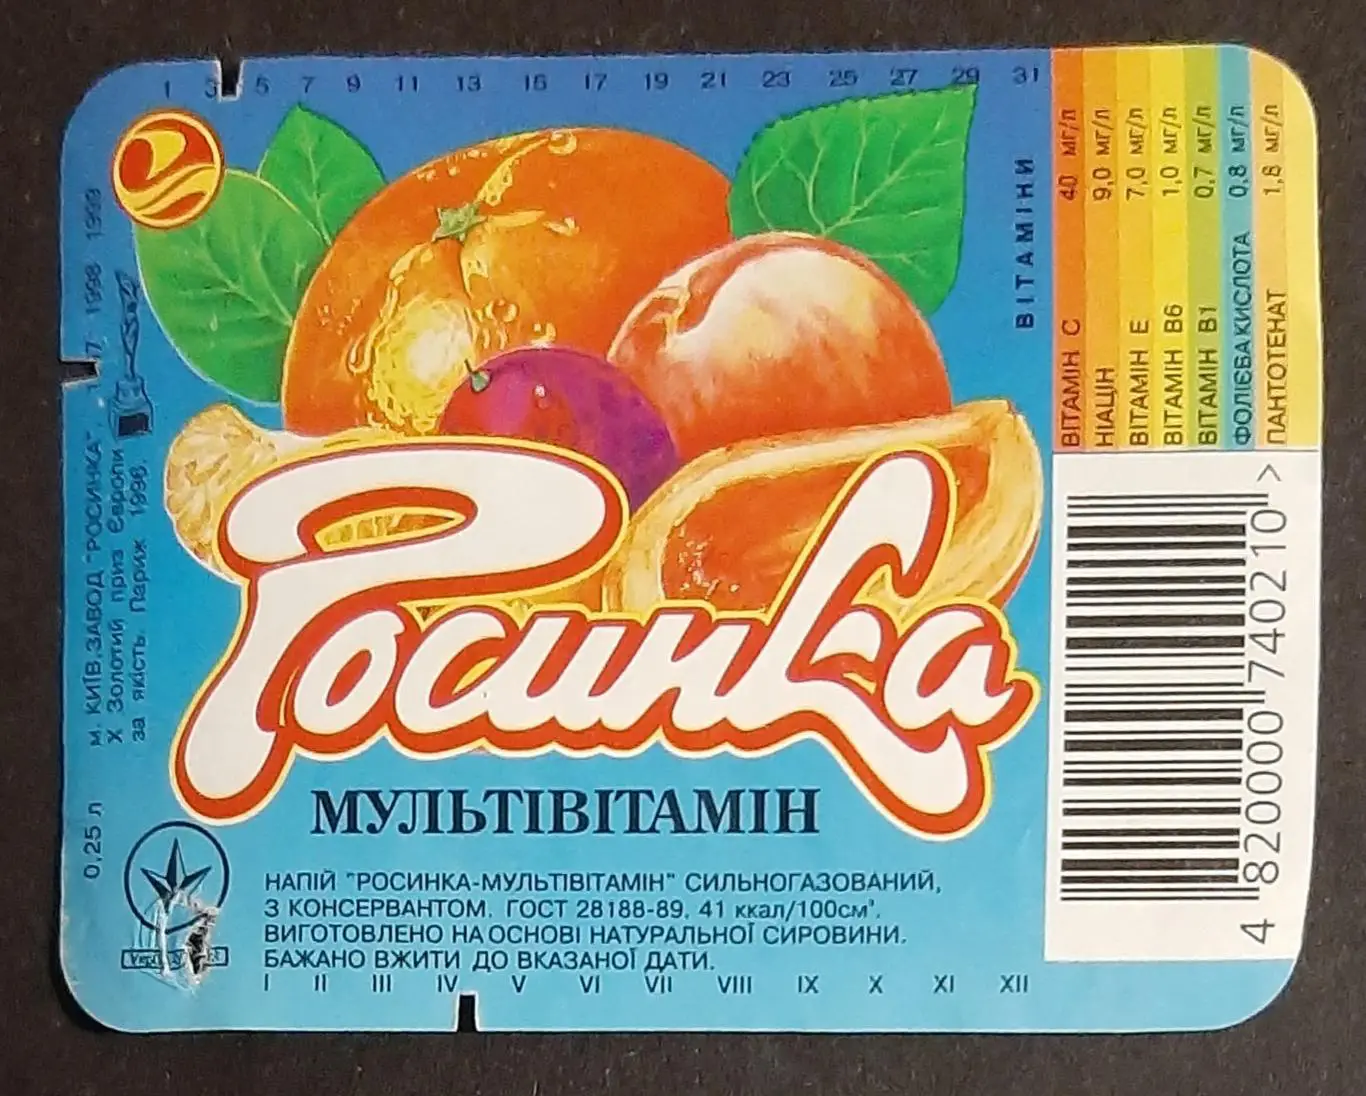 1 3 5 7 9 11 13 16 17 19 21 23 25 27 29 31
м. КИЇВ, ЗАВОД "РОСИНКА". 1998 1999
X Золотий приз Європи
за якість. Париж 1996.
0,25 л
Росинка
МУЛЬТІВІТАМІН
НАПІЙ "РОСИНКА-МУЛЬТІВІТАМІН" СИЛЬНОГАЗОВАНИЙ,
З КОНСЕРВАНТОМ. ГОСТ 28188-89. 41 ккал/100см³.
ВИГОТОВЛЕНО НА ОСНОВІ НАТУРАЛЬНОЇ СИРОВИНИ.
БАЖАНО ВЖИТИ ДО ВКАЗАНОЇ ДАТИ.
I II III IV V VI VII VIII IX X XI XII
ВІТАМІНИ
ВІТАМІН С 40 мг/л
НІАЦІН 9,0 мг/л
ВІТАМІН Е 7,0 мг/л
ВІТАМІН В6 1,0 мг/л
ВІТАМІН В1 0,7 мг/л
ФОЛІЄВА КИСЛОТА 0,8 мг/л
ПАНТОТЕНАТ 1,8 мг/л
4 820000 740210 >